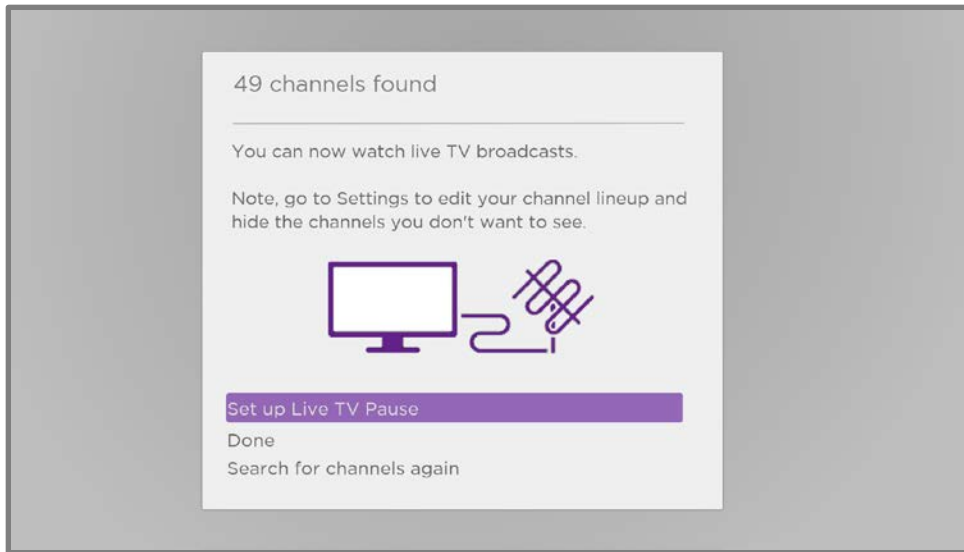 49 channels found
You can now watch live TV broadcasts.
Note, go to Settings to edit your channel lineup and
hide the channels you don't want to see.
Set up Live TV Pause
Done
Search for channels again